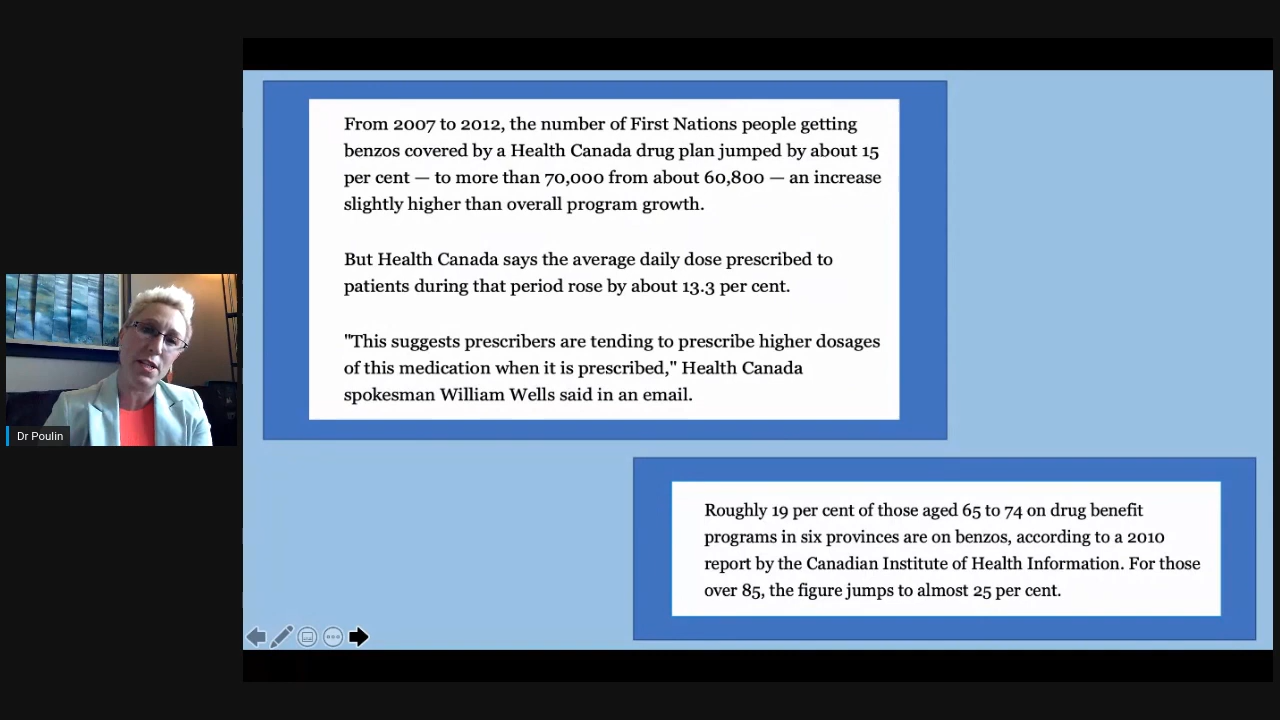 From 2007 to 2012, the number of First Nations people getting
benzos covered by a Health Canada drug plan jumped by about 15
per cent — to more than 70,000 from about 60,800 — an increase
slightly higher than overall program growth.
But Health Canada says the average daily dose prescribed to
patients during that period rose by about 13.3 per cent.
"This suggests prescribers are tending to prescribe higher dosages
of this medication when it is prescribed," Health Canada
spokesman William Wells said in an email.
Dr Poulin
Roughly 19 per cent of those aged 65 to 74 on drug benefit
programs in six provinces are on benzos, according to a 2010
report by the Canadian Institute of Health Information. For those
over 85, the figure jumps to almost 25 per cent.